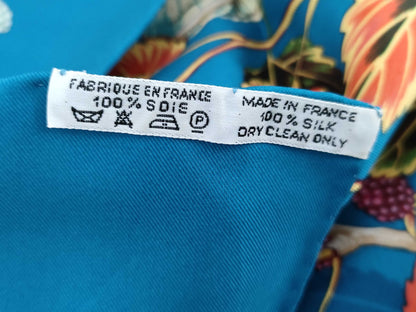 FABRIQUE EN FRANCE
100% SOIE
P
MADE IN FRANCE
100% SILK
DRY CLEAN ONLY